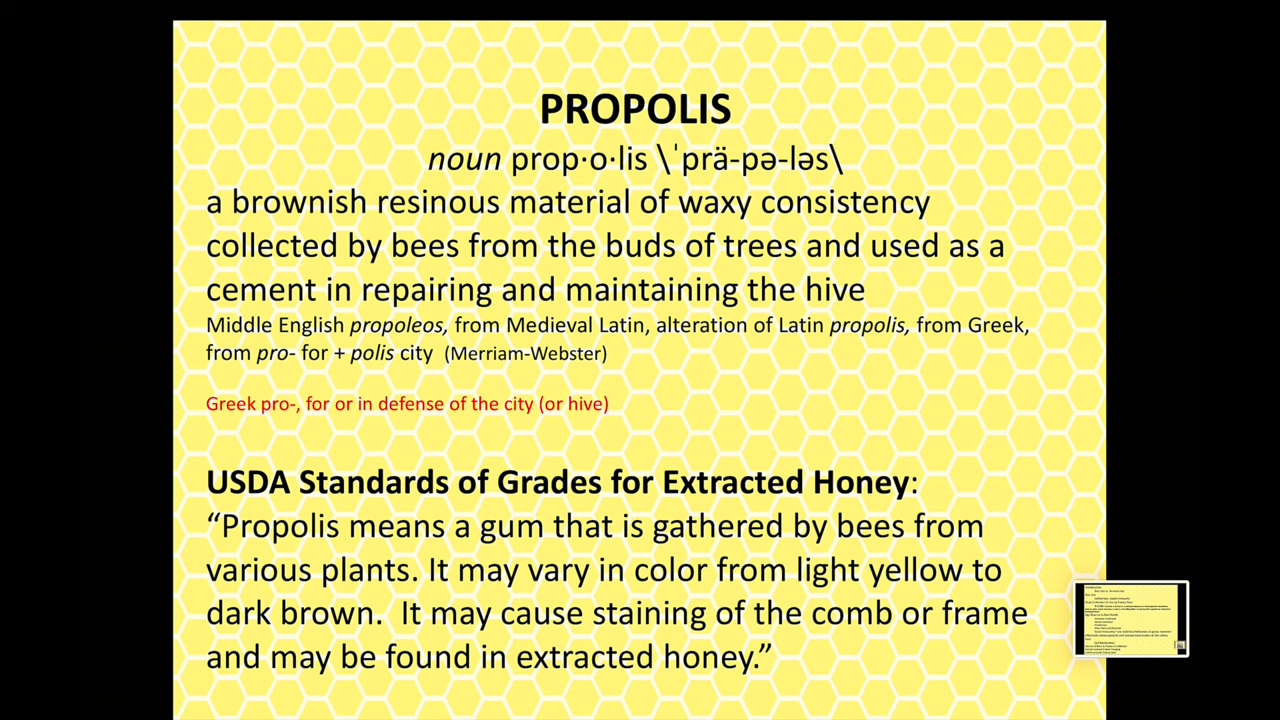 PROPOLIS
noun prop·o·lis \ˈprä-pə-ləs\
a brownish resinous material of waxy consistency
collected by bees from the buds of trees and used as a
cement in repairing and maintaining the hive
Middle English propoleos, from Medieval Latin, alteration of Latin propolis, from Greek,
from pro- for + polis city (Merriam-Webster)
Greek pro-, for or in defense of the city (or hive)
USDA Standards of Grades for Extracted Honey:
“Propolis means a gum that is gathered by bees from
various plants. It may vary in color from light yellow to
dark brown.  It may cause staining of the comb or frame
and may be found in extracted honey.”